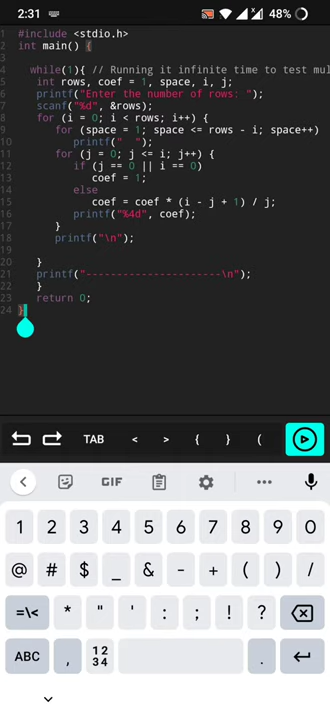 2:31 48%
1 #include <stdio.h>
2 int main() {
3
4 while(1){ // Running it infinite time to test mul
5 int rows, coef = 1, space, i, j;
6 printf("Enter the number of rows: ");
7 scanf("%d", &rows);
8 for (i = 0; i < rows; i++) {
9 for (space = 1; space <= rows - i; space++)
10 printf("  ");
11 for (j = 0; j <= i; j++) {
12 if (j == 0 || i == 0)
13 coef = 1;
14 else
15 coef = coef * (i - j + 1) / j;
16 printf("%4d", coef);
17 }
18 printf("\n");
19
20 }
21 printf("----------------------\n");
22 }
23 return 0;
24 }
TAB < > { } (
GIF
1 2 3 4 5 6 7 8 9 0
@ # $ _ & - + ( ) /
=\< * " ' : ; ! ?
ABC , 12 34 .